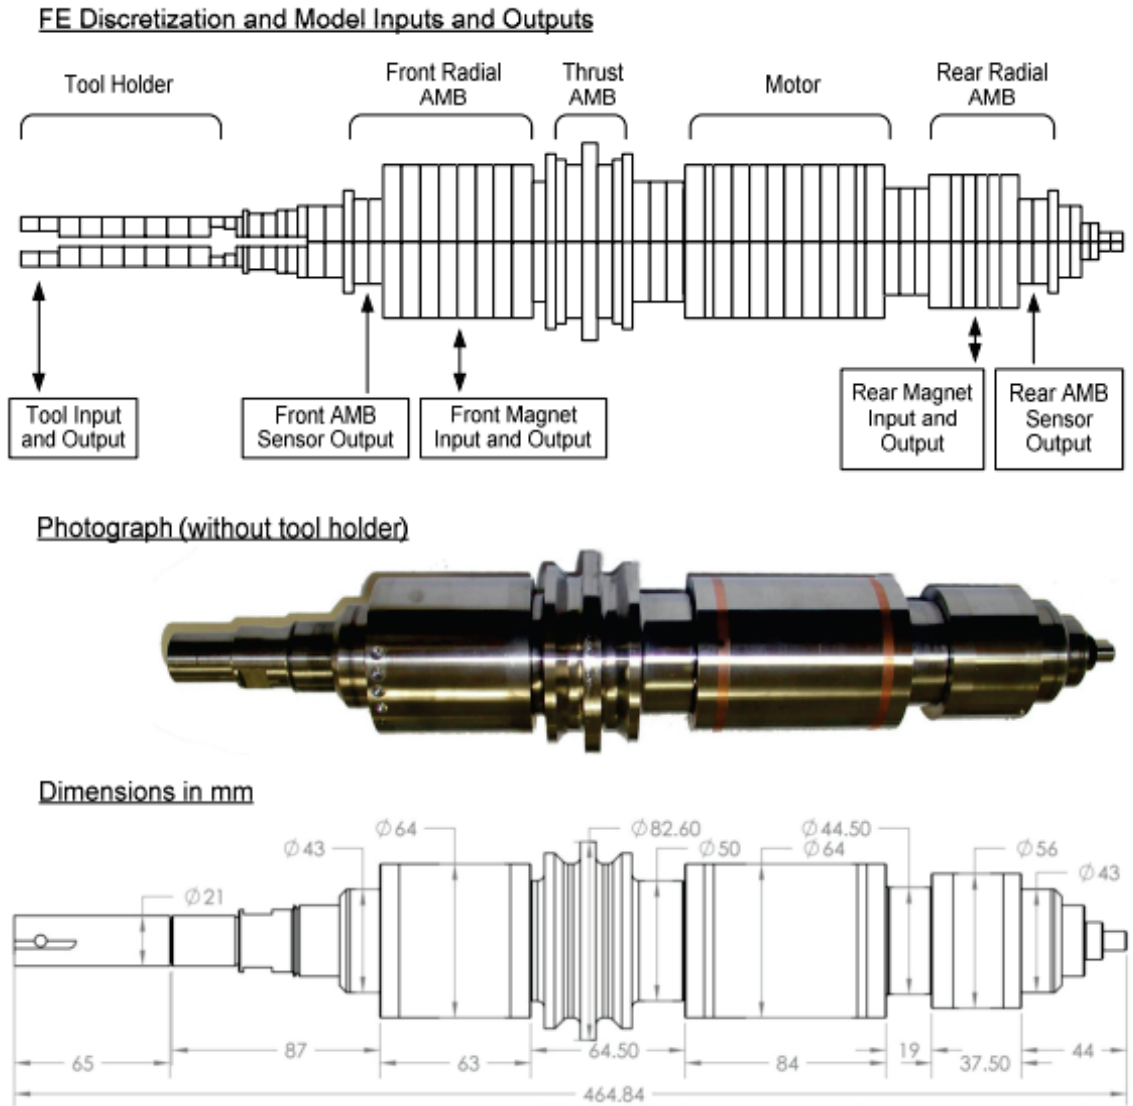 FE Discretization and Model Inputs and Outputs
Tool Holder
Front Radial
AMB
Thrust
AMB
Motor
Rear Radial
AMB
Tool Input
and Output
Front AMB
Sensor Output
Front Magnet
Input and Output
Rear Magnet
Input and
Output
Rear AMB
Sensor
Output
Photograph (without tool holder)
Dimensions in mm
Ø64
Ø82.60
Ø44.50
Ø43
Ø50
Ø64
Ø56
Ø43
Ø21
65
87
63
64.50
84
19
37.50
44
464.84